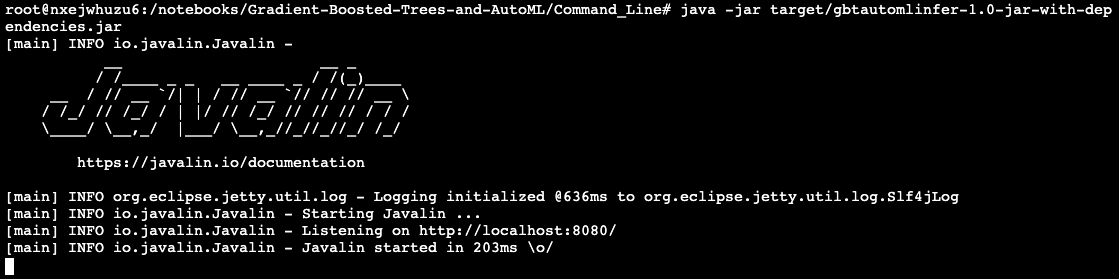 root@nxejwhuzu6:/notebooks/Gradient-Boosted-Trees-and-AutoML/Command_Line# java -jar target/gbtautomlinfer-1.0-jar-with-dep
endencies.jar
[main] INFO io.javalin.Javalin -
Javalin
https://javalin.io/documentation
[main] INFO org.eclipse.jetty.util.log - Logging initialized @636ms to org.eclipse.jetty.util.log.Slf4jLog
[main] INFO io.javalin.Javalin - Starting Javalin ...
[main] INFO io.javalin.Javalin - Listening on http://localhost:8080/
[main] INFO io.javalin.Javalin - Javalin started in 203ms \o/